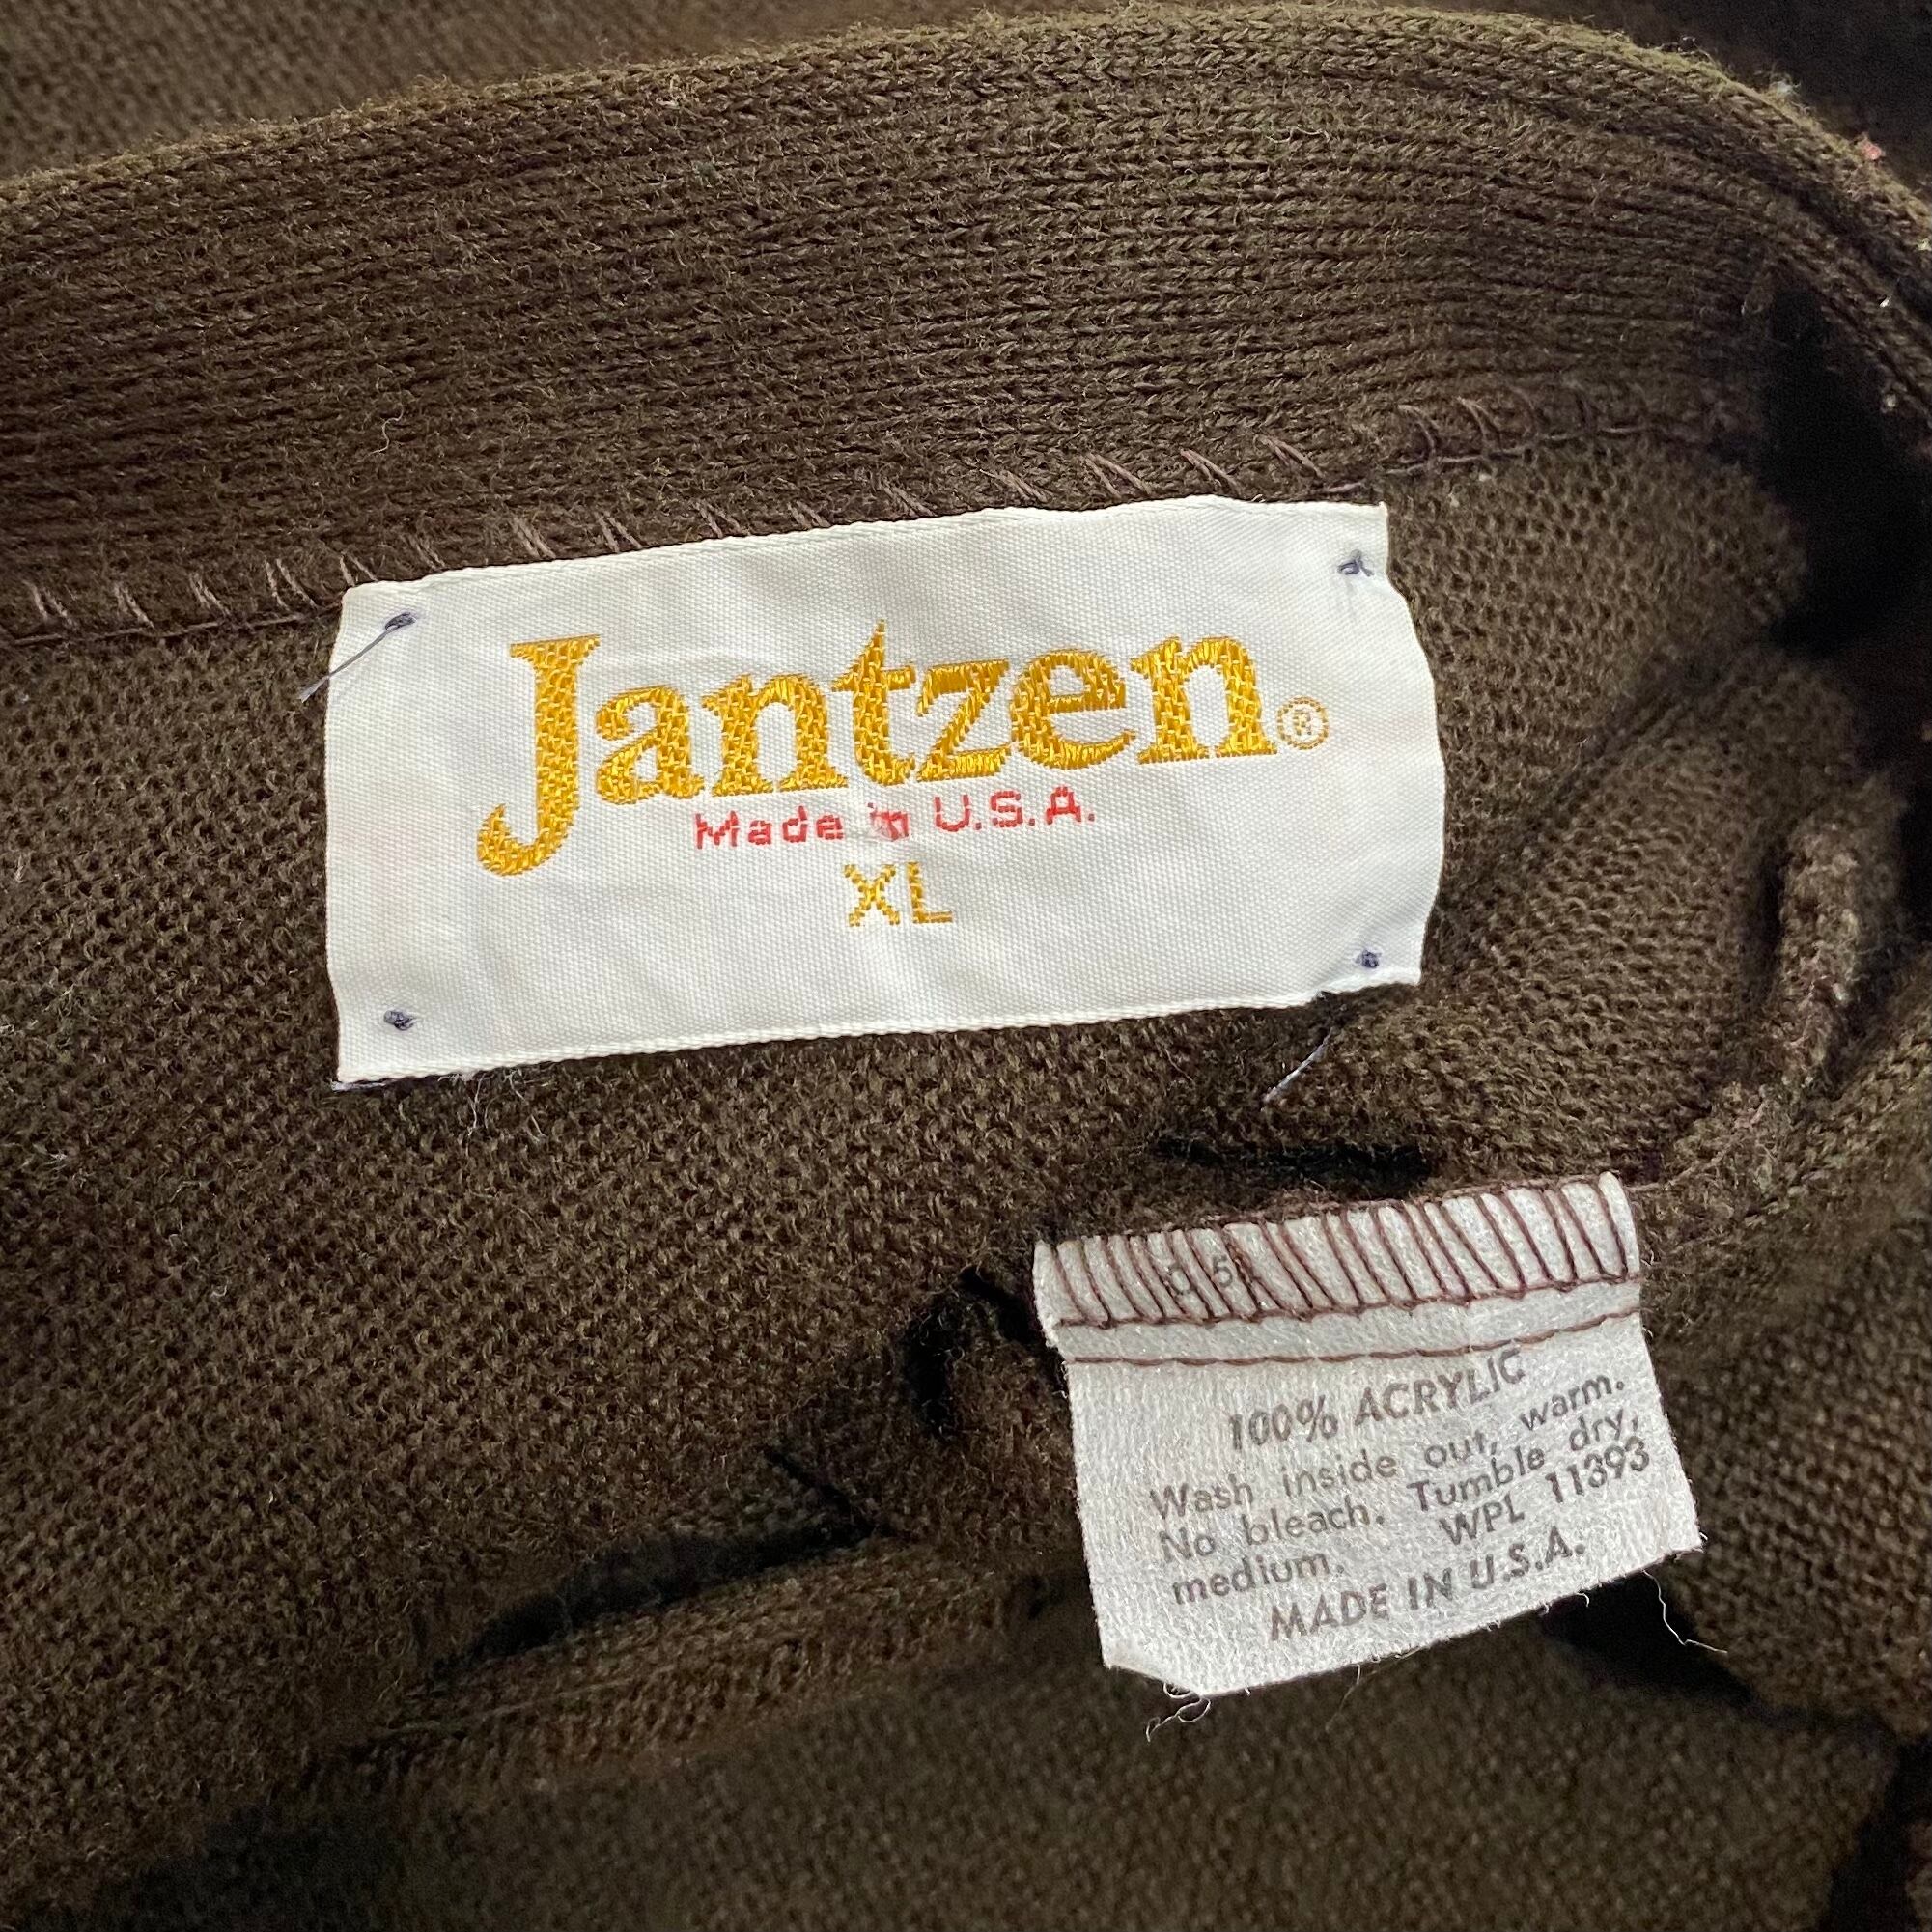 Jantzen®
Made in U.S.A.
XL
100% ACRYLIC
Wash inside out, warm.
No bleach. Tumble dry,
medium. WPL 11393
MADE IN U.S.A.